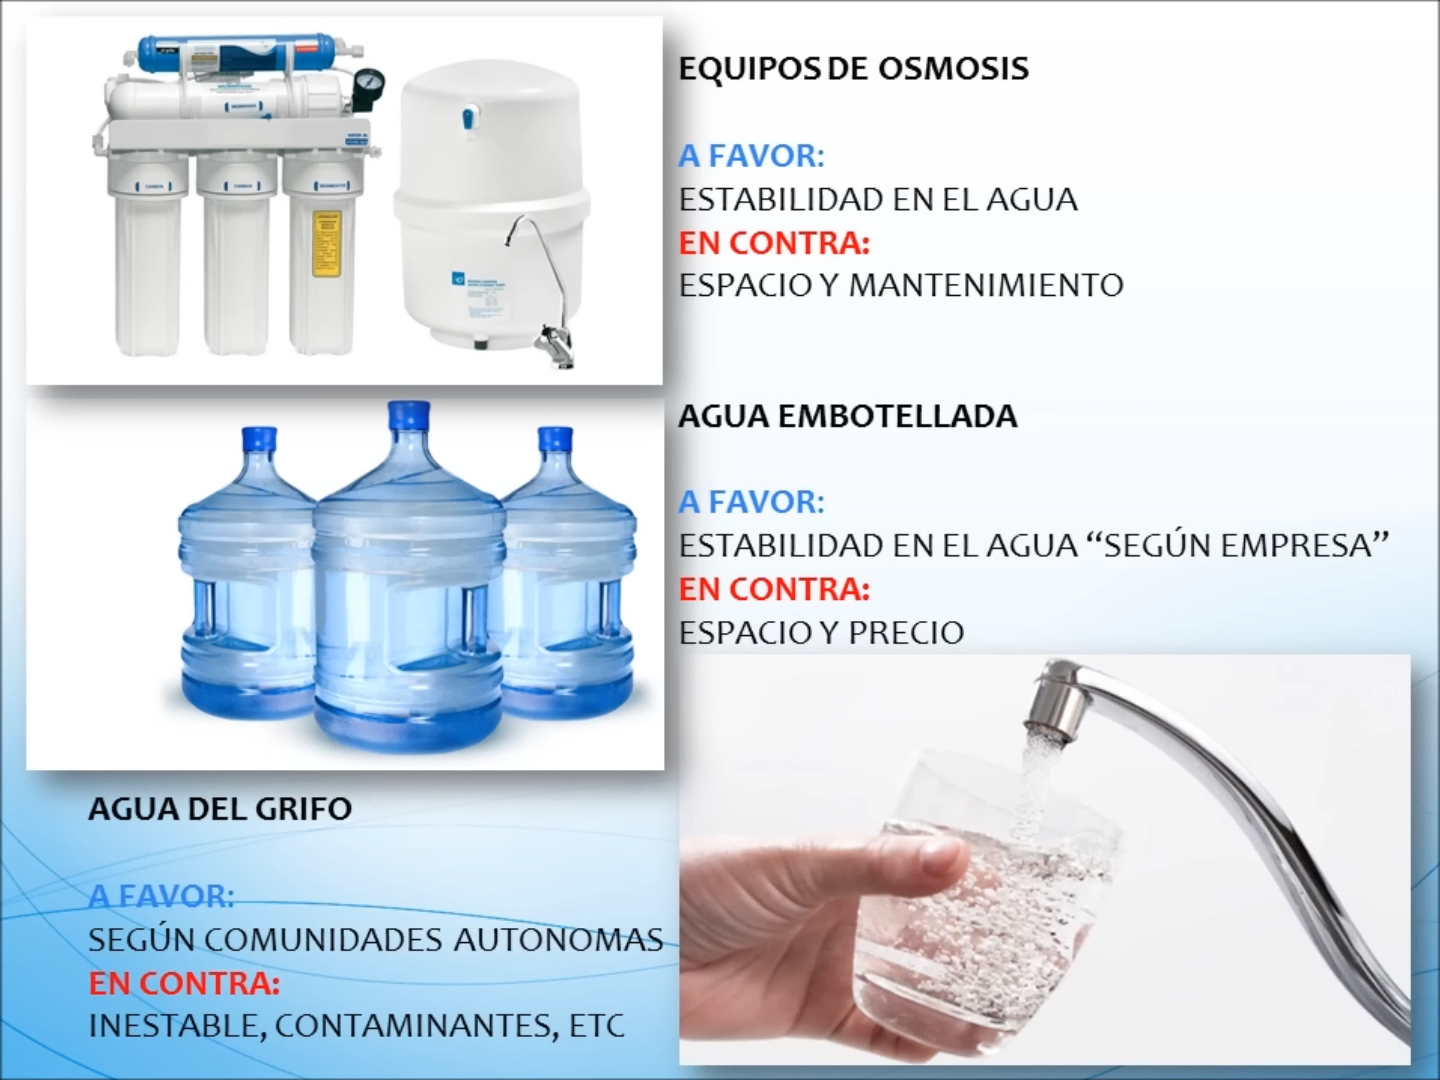 EQUIPOS DE OSMOSIS
A FAVOR:
ESTABILIDAD EN EL AGUA
EN CONTRA:
ESPACIO Y MANTENIMIENTO
AGUA EMBOTELLADA
A FAVOR:
ESTABILIDAD EN EL AGUA “SEGÚN EMPRESA”
EN CONTRA:
ESPACIO Y PRECIO
AGUA DEL GRIFO
A FAVOR:
SEGÚN COMUNIDADES AUTONOMAS
EN CONTRA:
INESTABLE, CONTAMINANTES, ETC